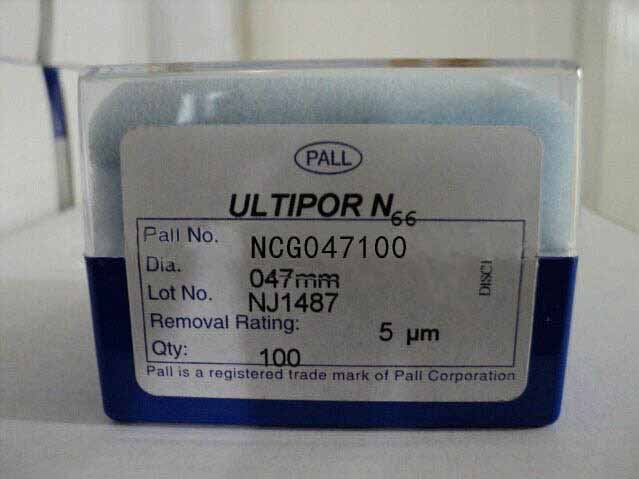 PALL
ULTIPOR N66
Pall No. NCG047100
Dia. 047mm
Lot No. NJ1487
Removal Rating: 5 µm
Qty: 100
DISC1
Pall is a registered trade mark of Pall Corporation